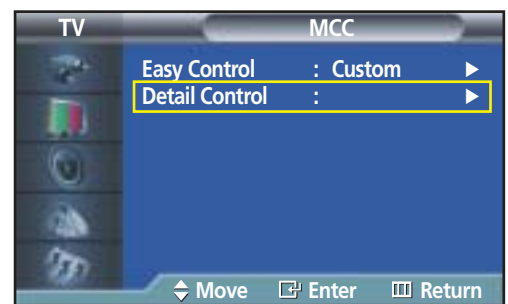 TV MCC
Easy Control : Custom ►
Detail Control : ►
Move Enter Return